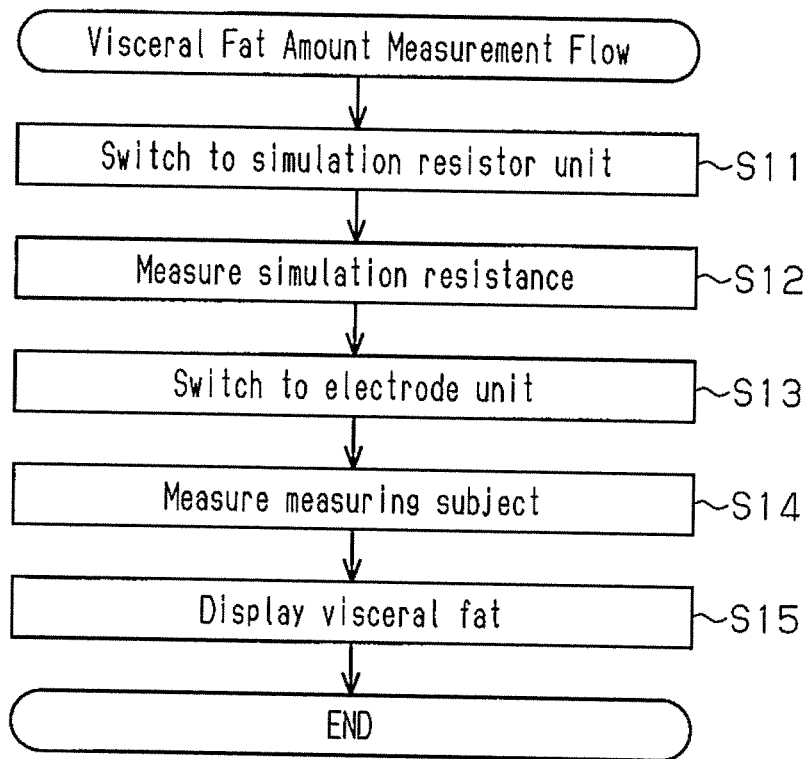 Visceral Fat Amount Measurement Flow
Switch to simulation resistor unit
S11
Measure simulation resistance
S12
Switch to electrode unit
S13
Measure measuring subject
S14
Display visceral fat
S15
END